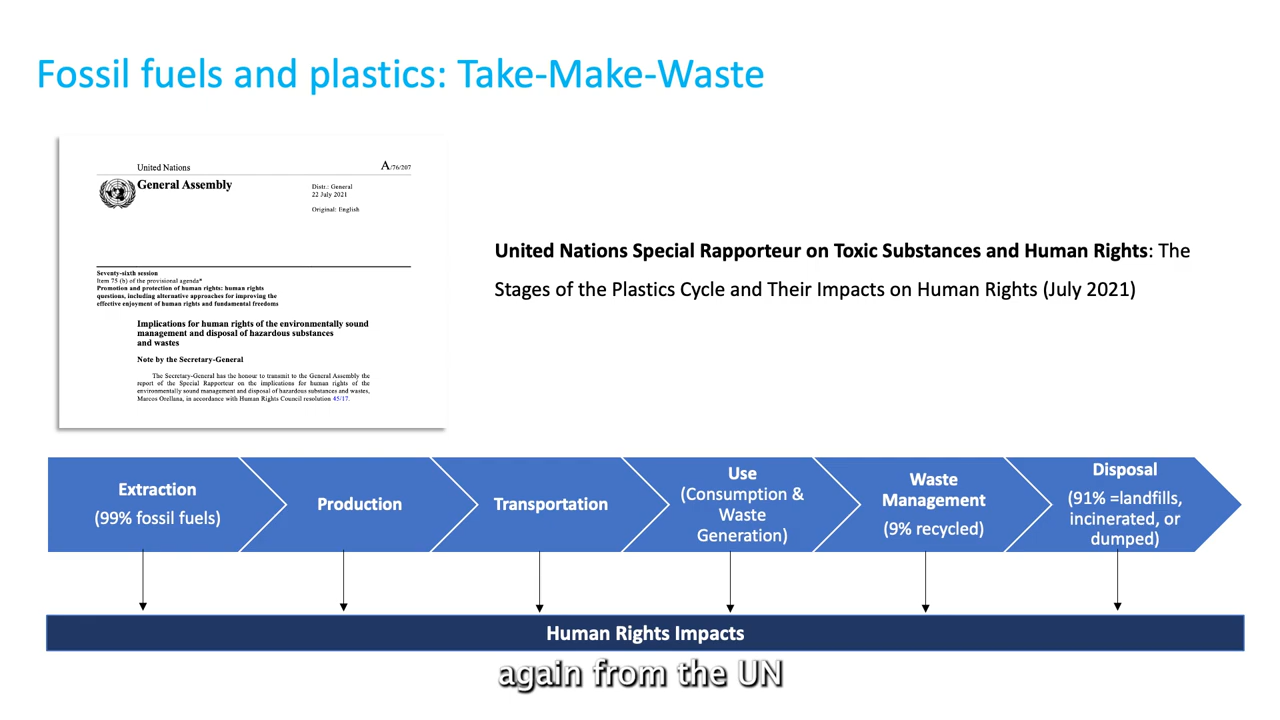 Fossil fuels and plastics: Take-Make-Waste
United Nations
A/76/207
General Assembly
Distr.: General
22 July 2021
Original: English
Seventy-sixth session
Item 75 (b) of the provisional agenda*
Promotion and protection of human rights: human rights
questions, including alternative approaches for improving the
effective enjoyment of human rights and fundamental freedoms
Implications for human rights of the environmentally sound
management and disposal of hazardous substances
and wastes
Note by the Secretary-General
The Secretary-General has the honour to transmit to the General Assembly the
report of the Special Rapporteur on the implications for human rights of the
environmentally sound management and disposal of hazardous substances and wastes,
Marcos Orellana, in accordance with Human Rights Council resolution 45/17.
United Nations Special Rapporteur on Toxic Substances and Human Rights: The
Stages of the Plastics Cycle and Their Impacts on Human Rights (July 2021)
Extraction
(99% fossil fuels)
Production
Transportation
Use
(Consumption &
Waste
Generation)
Waste
Management
(9% recycled)
Disposal
(91% =landfills,
incinerated, or
dumped)
Human Rights Impacts
again from the UN